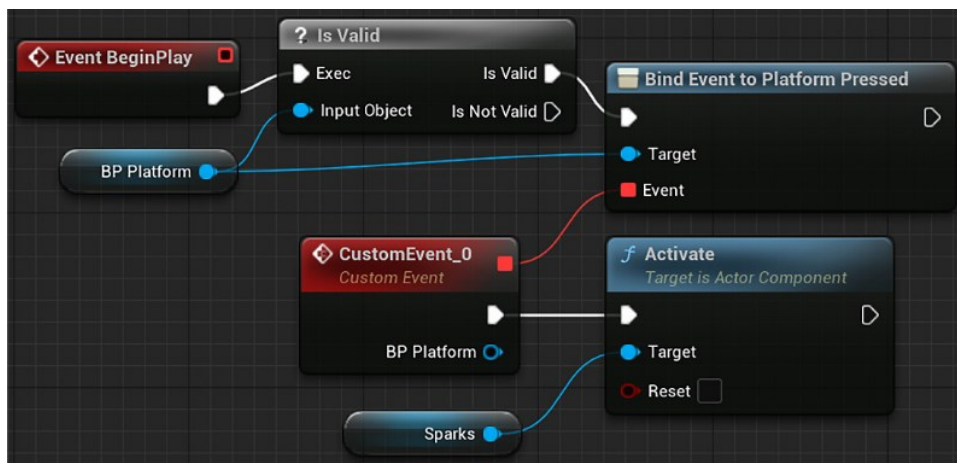 Event BeginPlay
? Is Valid
Exec
Is Valid
Input Object
Is Not Valid
BP Platform
Bind Event to Platform Pressed
Target
Event
CustomEvent_0
Custom Event
BP Platform
f Activate
Target is Actor Component
Target
Reset
Sparks